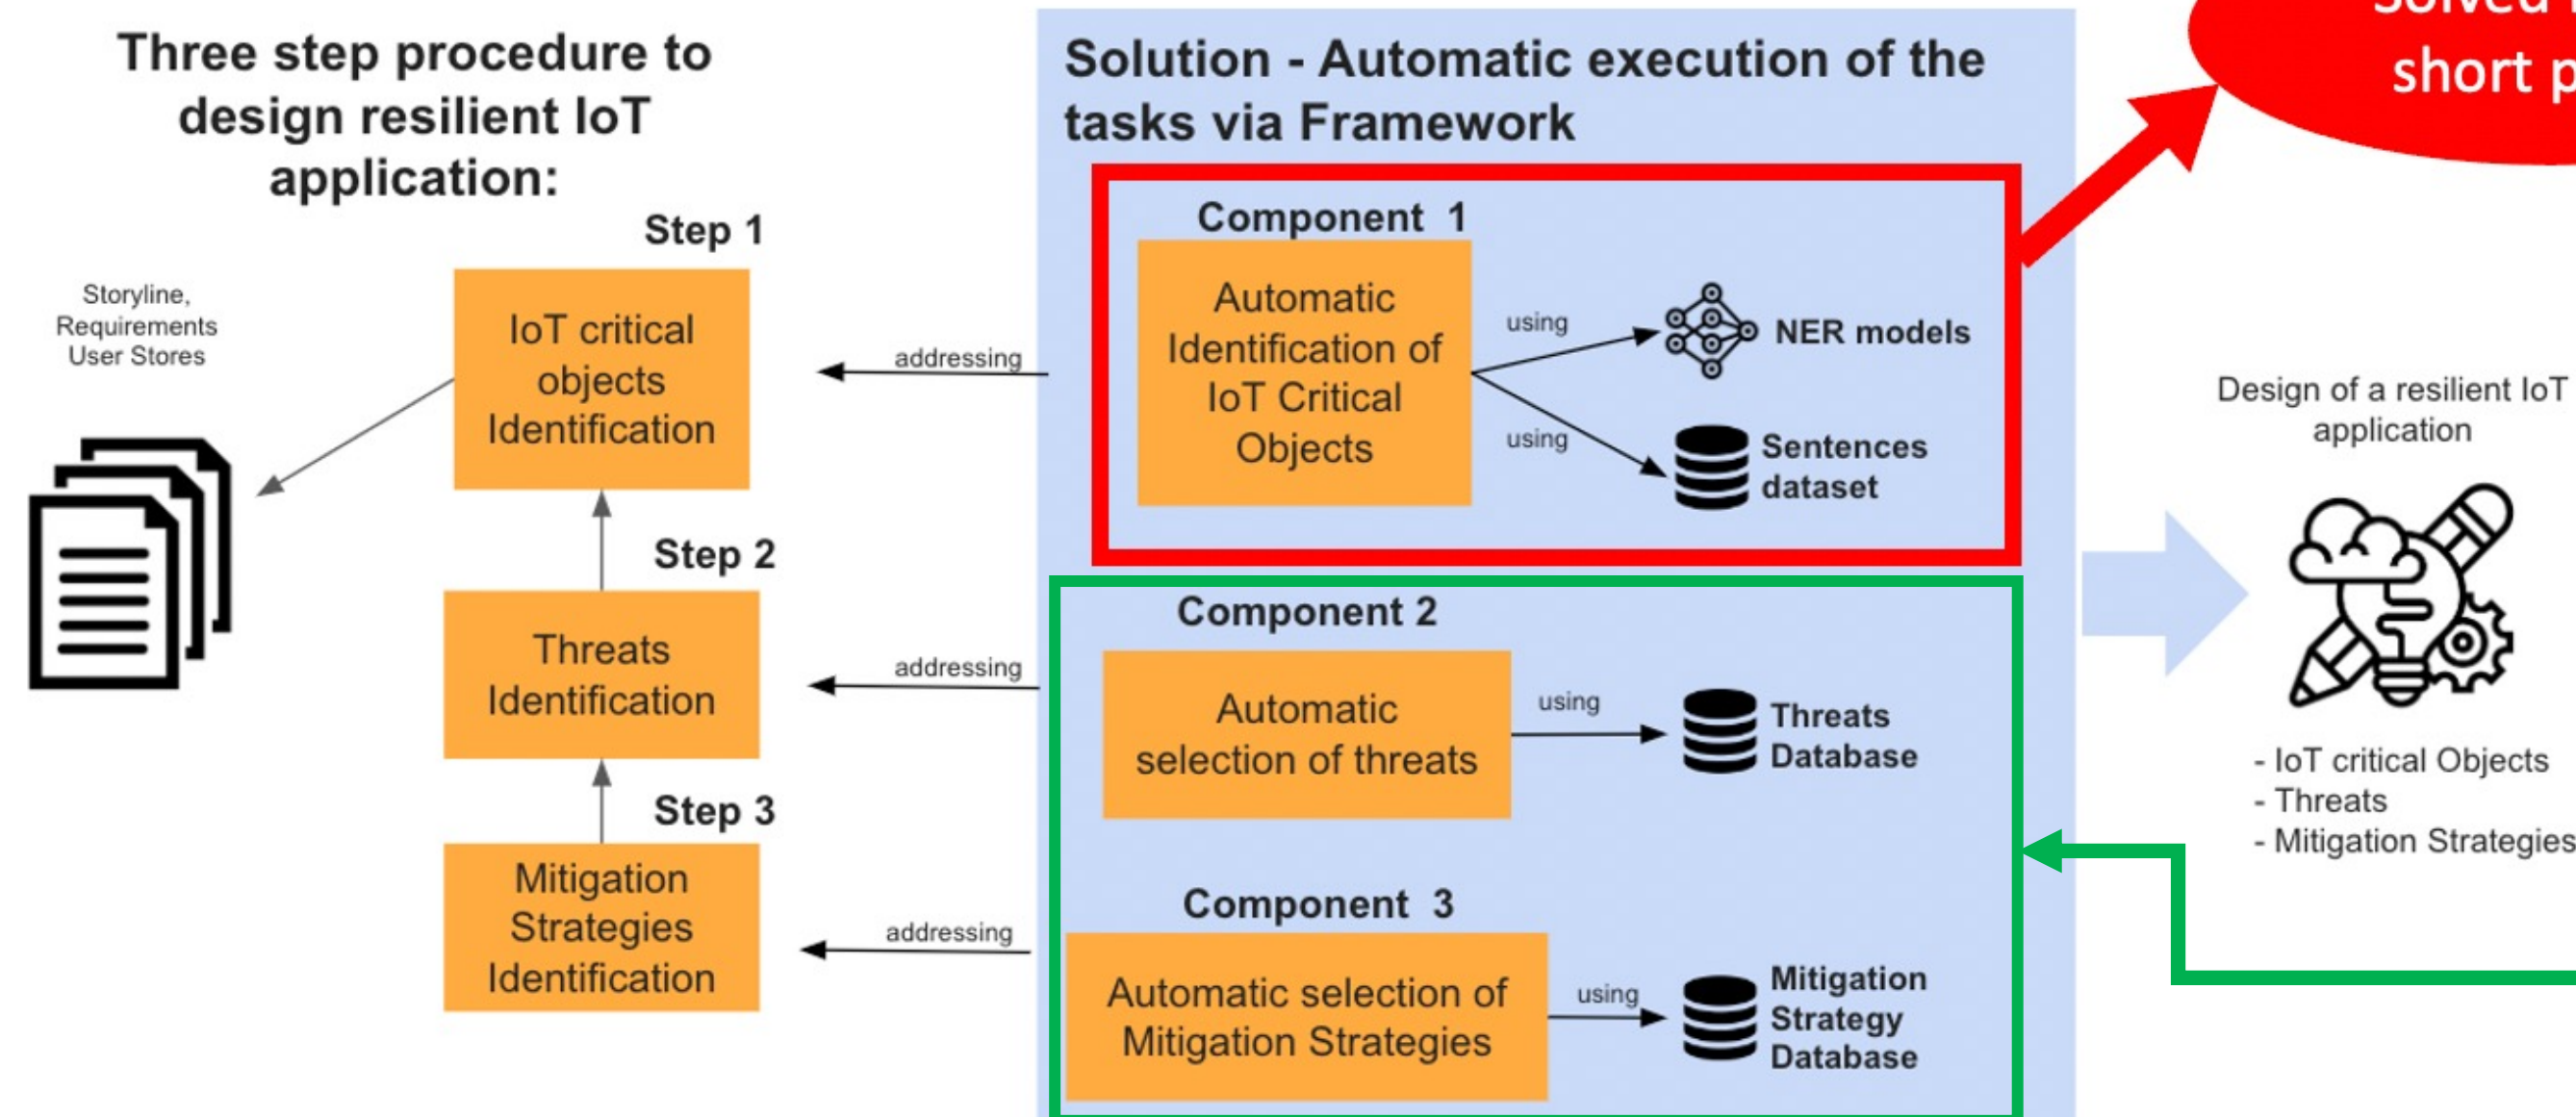 Three step procedure to
design resilient IoT
application:
Step 1
Storyline,
Requirements
User Stores
IoT critical
objects
Identification
Step 2
Threats
Identification
Step 3
Mitigation
Strategies
Identification
addressing
addressing
addressing
Solution - Automatic execution of the
tasks via Framework
Component 1
Automatic
Identification of
IoT Critical
Objects
using
NER models
using
Sentences
dataset
Component 2
Automatic
selection of threats
using
Threats
Database
Component 3
Automatic selection of
Mitigation Strategies
using
Mitigation
Strategy
Database
Solved
short p
Design of a resilient IoT
application
- IoT critical Objects
- Threats
- Mitigation Strategies